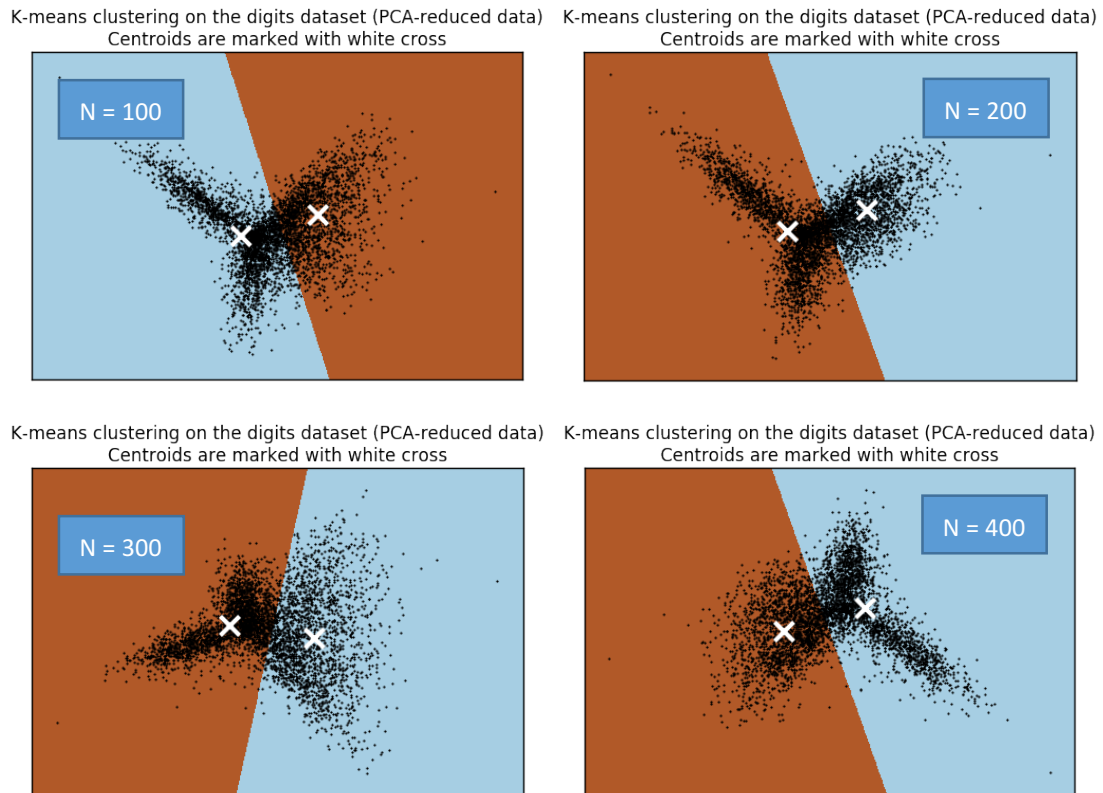 K-means clustering on the digits dataset (PCA-reduced data)
Centroids are marked with white cross
N = 100
K-means clustering on the digits dataset (PCA-reduced data)
Centroids are marked with white cross
N = 200
K-means clustering on the digits dataset (PCA-reduced data)
Centroids are marked with white cross
N = 300
K-means clustering on the digits dataset (PCA-reduced data)
Centroids are marked with white cross
N = 400